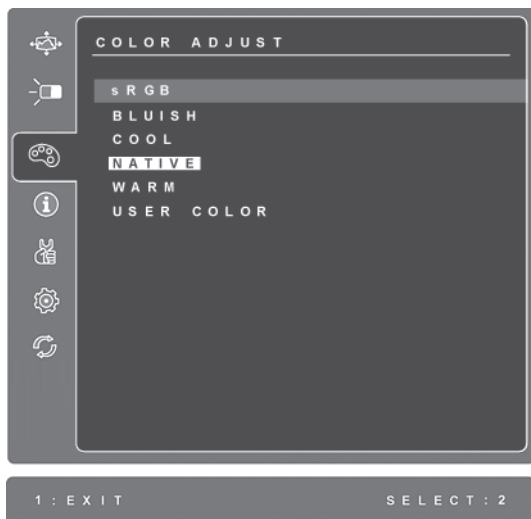 COLOR ADJUST
sRGB
BLUISH
COOL
NATIVE
WARM
USER COLOR
1:EXIT SELECT:2